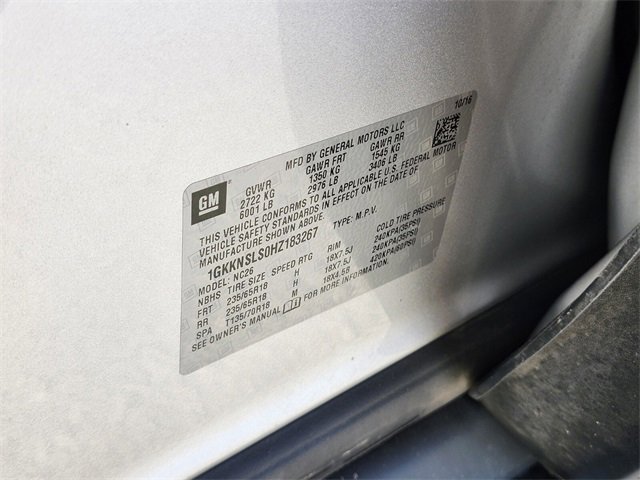 10/16
MFD BY GENERAL MOTORS LLC
GM
GVWR GAWR FRT GAWR RR
2722 KG 1350 KG 1545 KG
6001 LB 2976 LB 3406 LB
THIS VEHICLE CONFORMS TO ALL APPLICABLE U.S. FEDERAL MOTOR
VEHICLE SAFETY STANDARDS IN EFFECT ON THE DATE OF
MANUFACTURE SHOWN ABOVE.
1GKKNSLS0HZ183267 TYPE: M.P.V.
MODEL: NC26
NBHS TIRE SIZE SPEED RTG RIM COLD TIRE PRESSURE
FRT 235/65R18 H 18X7.5J 240KPA(35PSI)
RR 235/65R18 H 18X7.5J 240KPA(35PSI)
SPA T135/70R18 M 18X4.5B 420KPA(60PSI)
SEE OWNER'S MANUAL FOR MORE INFORMATION.